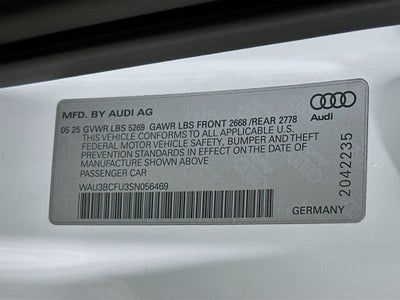 MFD. BY AUDI AG
05 25 GVWR LBS 5269 GAWR LBS FRONT 2668/REAR 2778
THIS VEHICLE CONFORMS TO ALL APPLICABLE U.S.
FEDERAL MOTOR VEHICLE SAFETY, BUMPER AND THEFT
PREVENTION STANDARDS IN EFFECT ON THE DATE OF
MANUFACTURE SHOWN ABOVE.
PASSENGER CAR
WAU3BCFU3SN056469
Audi
2042235
GERMANY